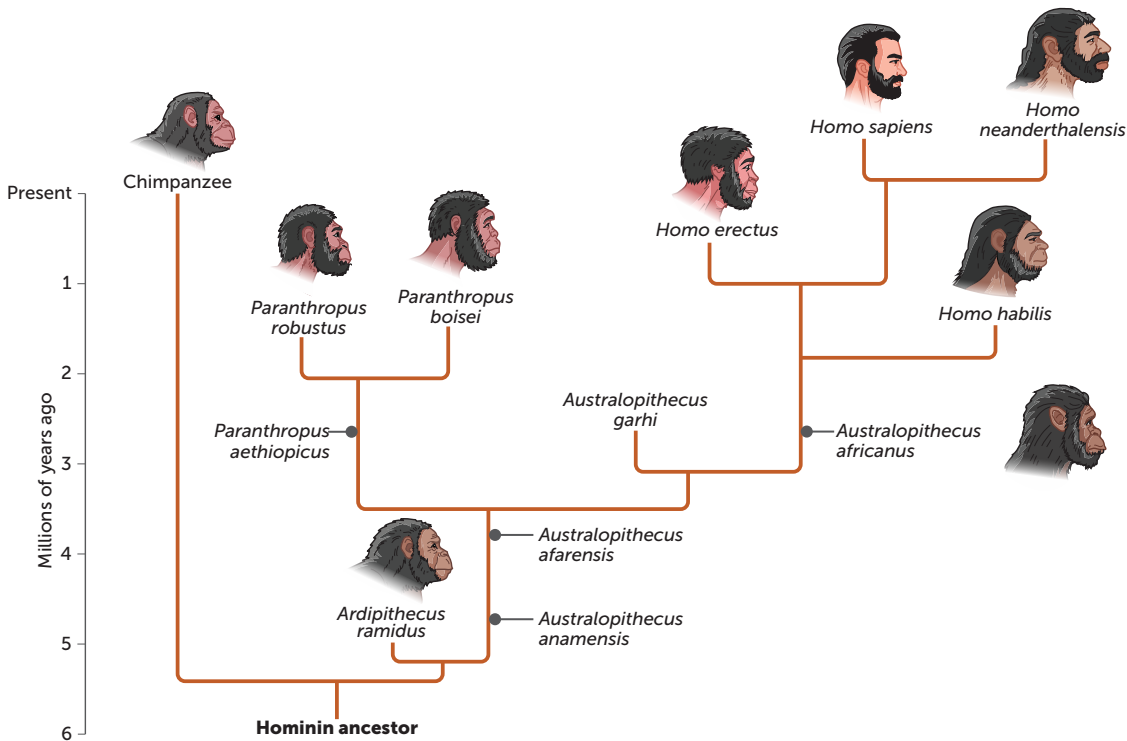 Homo sapiens
Homo
neanderthalensis
Chimpanzee
Present
Homo erectus
Paranthropus
robustus
Paranthropus
boisei
1
Homo habilis
2
Australopithecus
garhi
Paranthropus
aethiopicus
Australopithecus
africanus
3
Millions of years ago
Australopithecus
afarensis
4
Ardipithecus
ramidus
Australopithecus
anamensis
5
Hominin ancestor
6